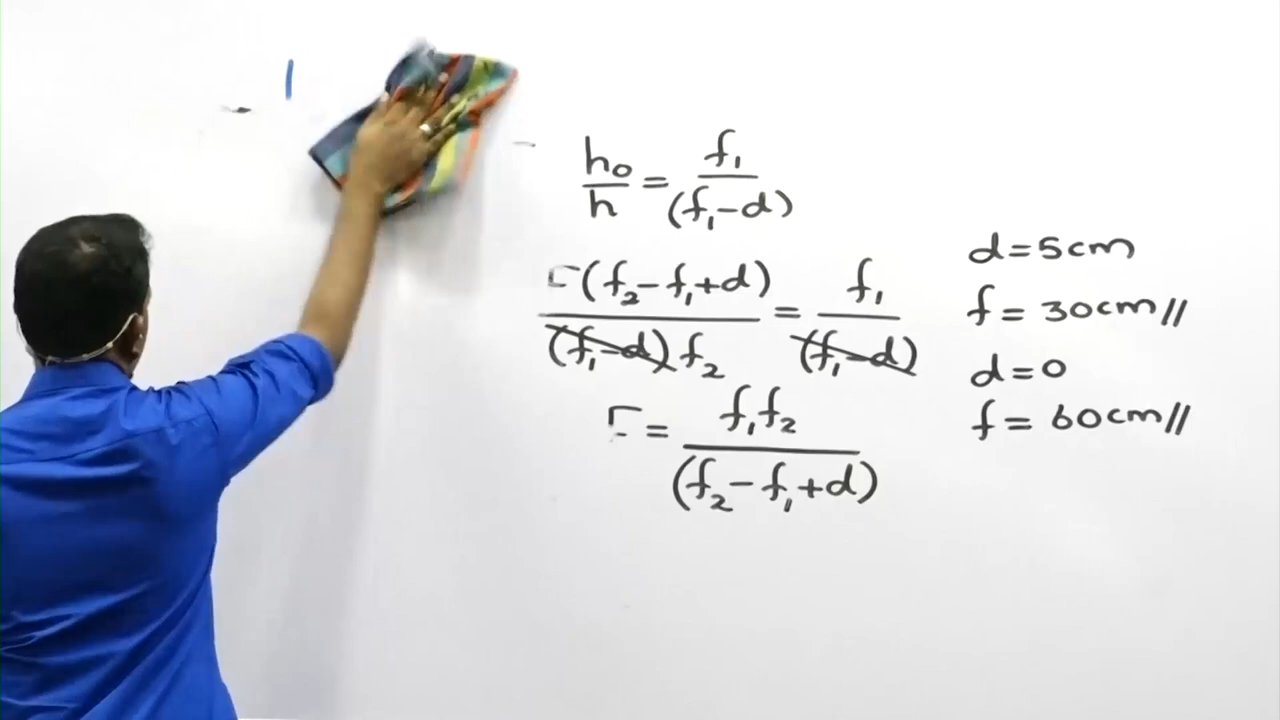 h₀/h = f₁/(f₁-d)
(f₂-f₁+d)/(f₁-d)f₂ = f₁/(f₁-d)
= f₁f₂/(f₂-f₁+d)
d=5cm
f= 30cm//
d=0
f= 60cm//